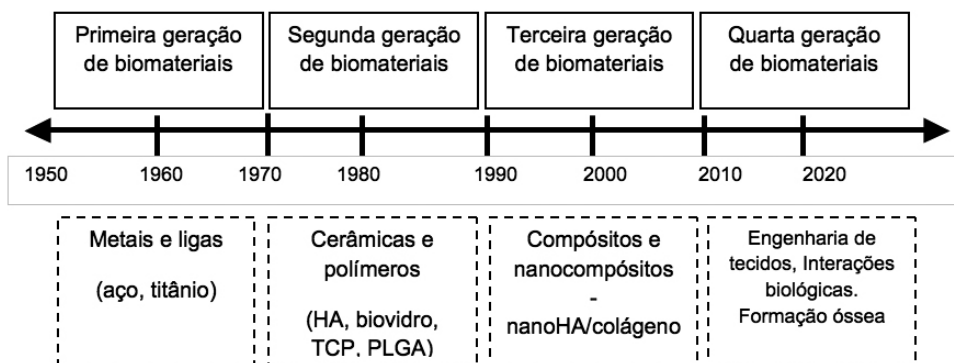 Primeira geração
de biomateriais
Segunda geração
de biomateriais
Terceira geração
de biomateriais
Quarta geração
de biomateriais
1950 1960 1970 1980 1990 2000 2010 2020
Metais e ligas
(aço, titânio)
Cerâmicas e
polímeros
(HA, biovidro,
TCP, PLGA)
Compósitos e
nanocompósitos
-
nanoHA/colágeno
Engenharia de
tecidos, Interações
biológicas.
Formação óssea